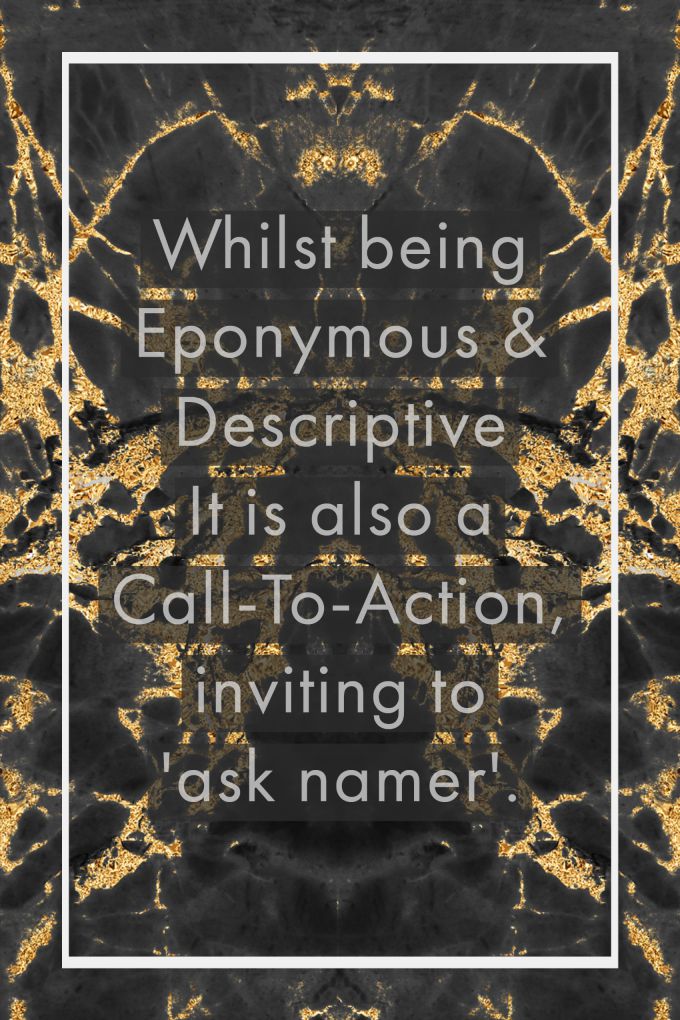 Whilst being
Eponymous &
Descriptive
It is also a
Call-To-Action,
inviting to
'ask namer'.